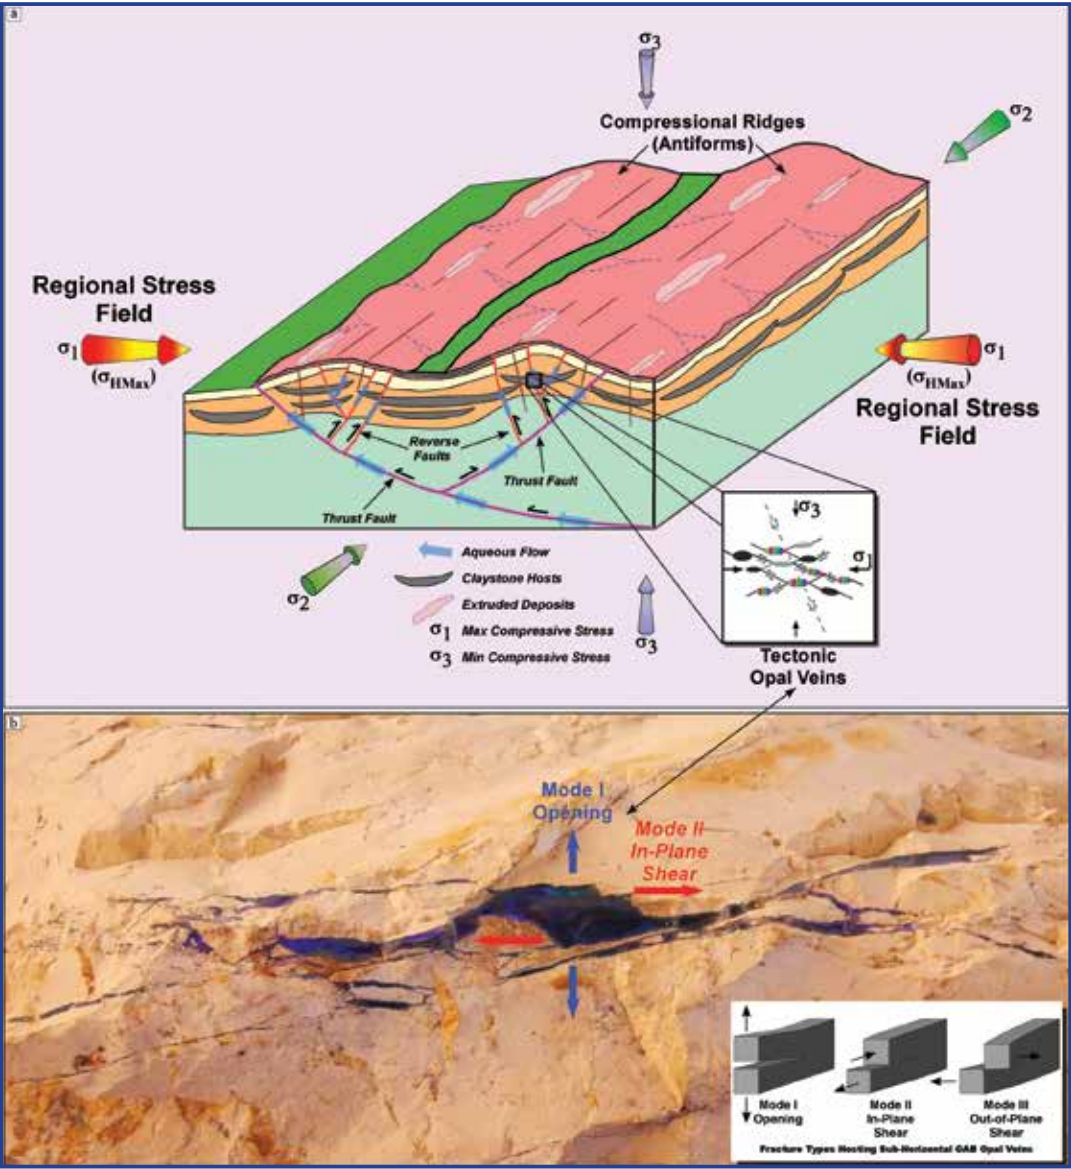 a
σ3
Compressional Ridges
(Antiforms)
σ2
Regional Stress
Field
σ1
(σHMax)
σ1
(σHMax)
Regional Stress
Field
Reverse
Faults
Thrust Fault
Thrust Fault
σ2
Aqueous Flow
Claystone Hosts
Extruded Deposits
σ1 Max Compressive Stress
σ3 Min Compressive Stress
σ3
σ3
σ1
Tectonic
Opal Veins
b
Mode I
Opening
Mode II
In-Plane
Shear
Mode I
Opening
Mode II
In-Plane
Shear
Mode III
Out-of-Plane
Shear
Fracture Types Hosting Sub-Horizontal GAB Opal Veins